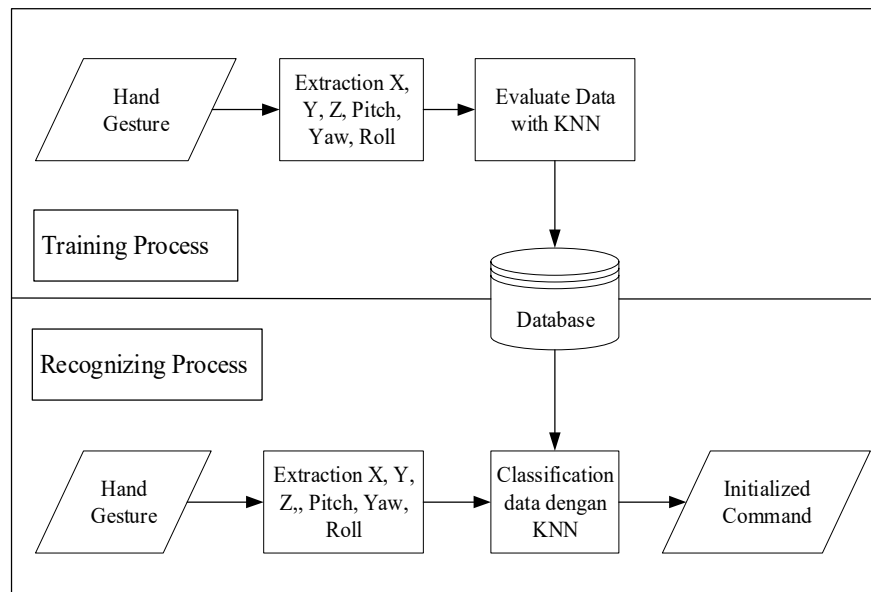 Hand
Gesture
Extraction X,
Y, Z, Pitch,
Yaw, Roll
Evaluate Data
with KNN
Training Process
Database
Recognizing Process
Hand
Gesture
Extraction X, Y,
Z,, Pitch, Yaw,
Roll
Classification
data dengan
KNN
Initialized
Command